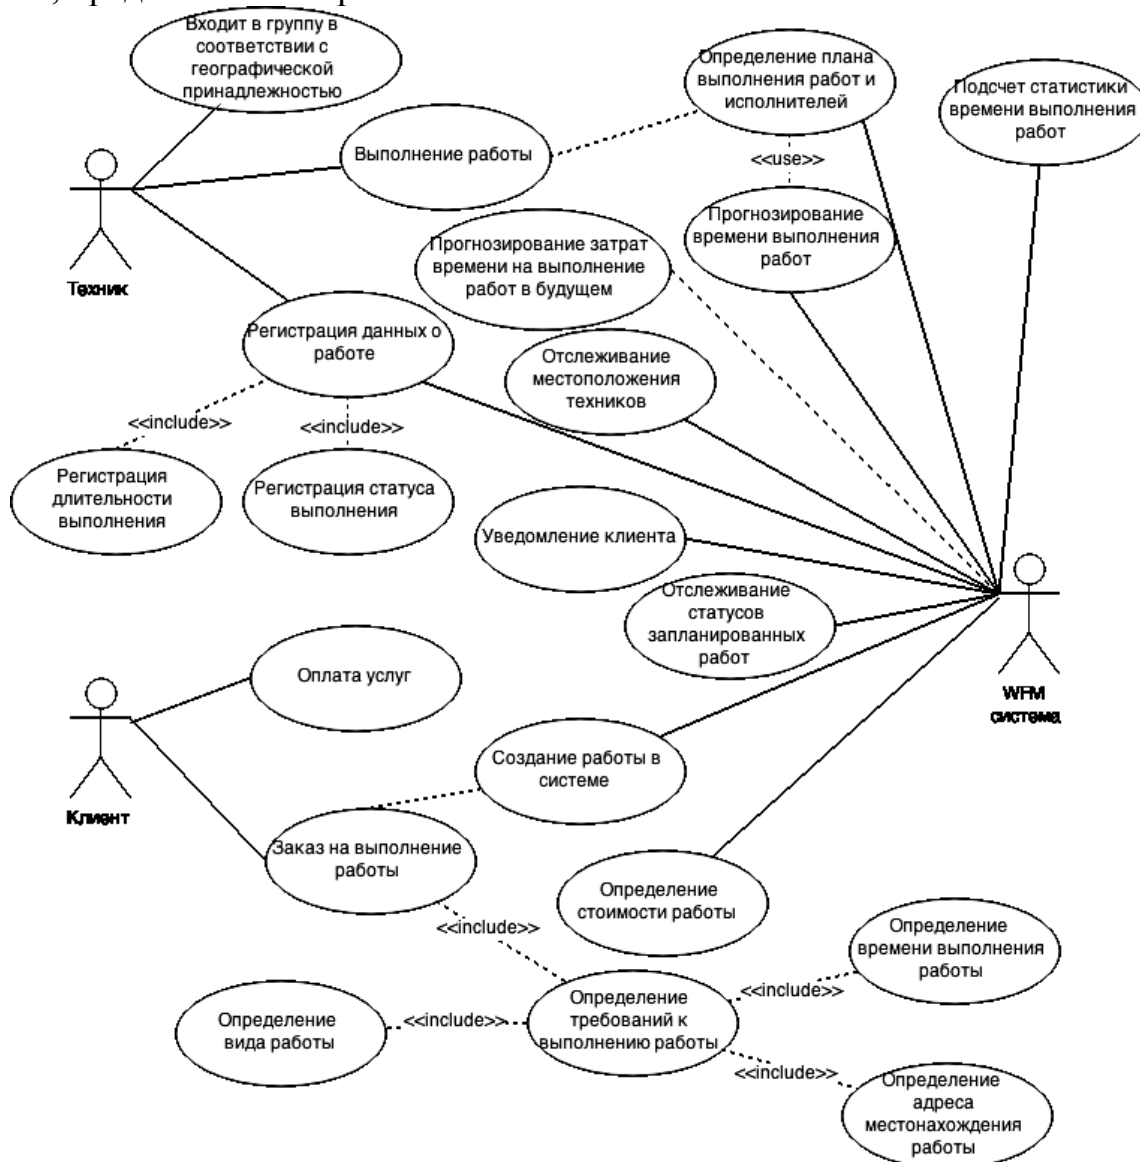 Входит в группу в
соответствии с
географической
принадлежностью
Определение плана
выполнения работ и
исполнителей
Подсчет статистики
времени выполнения
работ
Выполнение работы
<<use>>
Прогнозирование
времени выполнения
работ
Прогнозирование затрат
времени на выполнение
работ в будущем
Техник
Регистрация данных о
работе
Отслеживание
местоположения
техников
<<include>>
<<include>>
Регистрация
длительности
выполнения
Регистрация статуса
выполнения
Уведомление клиента
Отслеживание
статусов
запланированных
работ
Оплата услуг
WFM
система
Создание работы в
системе
Клиент
Заказ на выполнение
работы
Определение
стоимости работы
<<include>>
Определение
времени выполнения
работы
<<include>>
Определение
требований к
выполнению работы
<<include>>
Определение
вида работы
<<include>>
Определение
адреса
местонахождения
работы